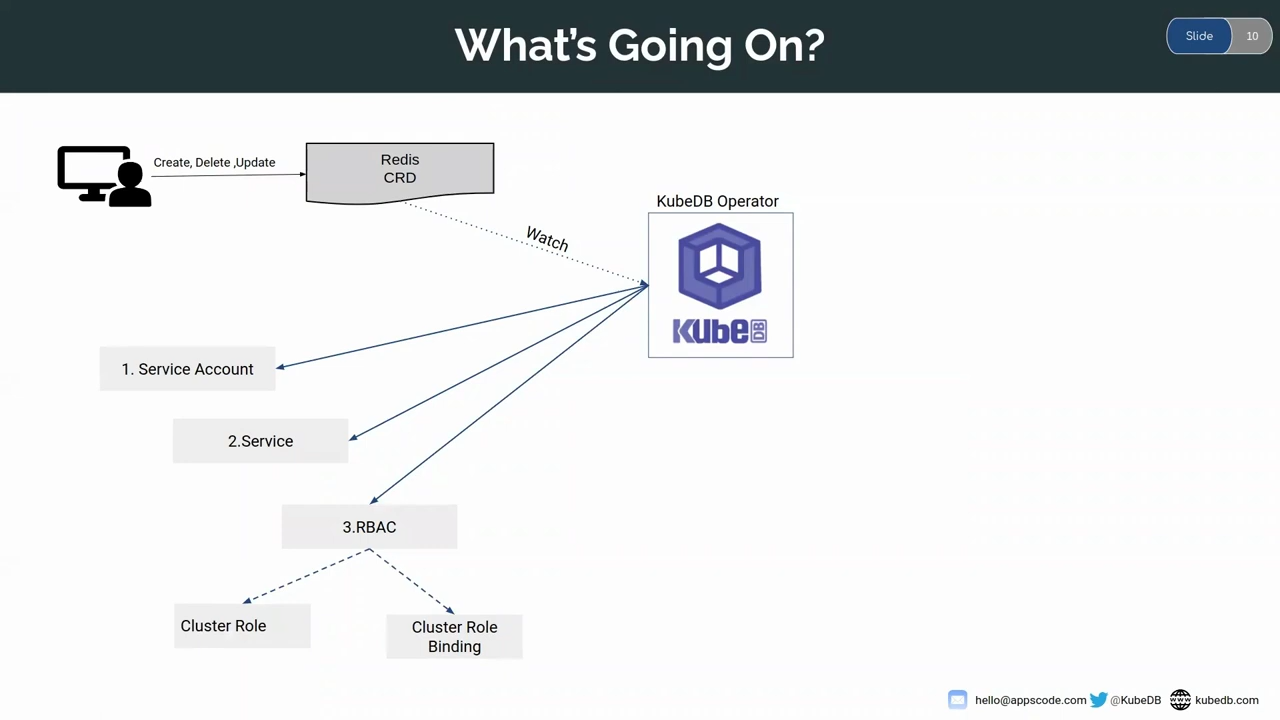 What's Going On?
Slide 10
Create, Delete ,Update
Redis
CRD
Watch
KubeDB Operator
KubeDB
1. Service Account
2.Service
3.RBAC
Cluster Role
Cluster Role
Binding
hello@appscode.com @KubeDB kubedb.com